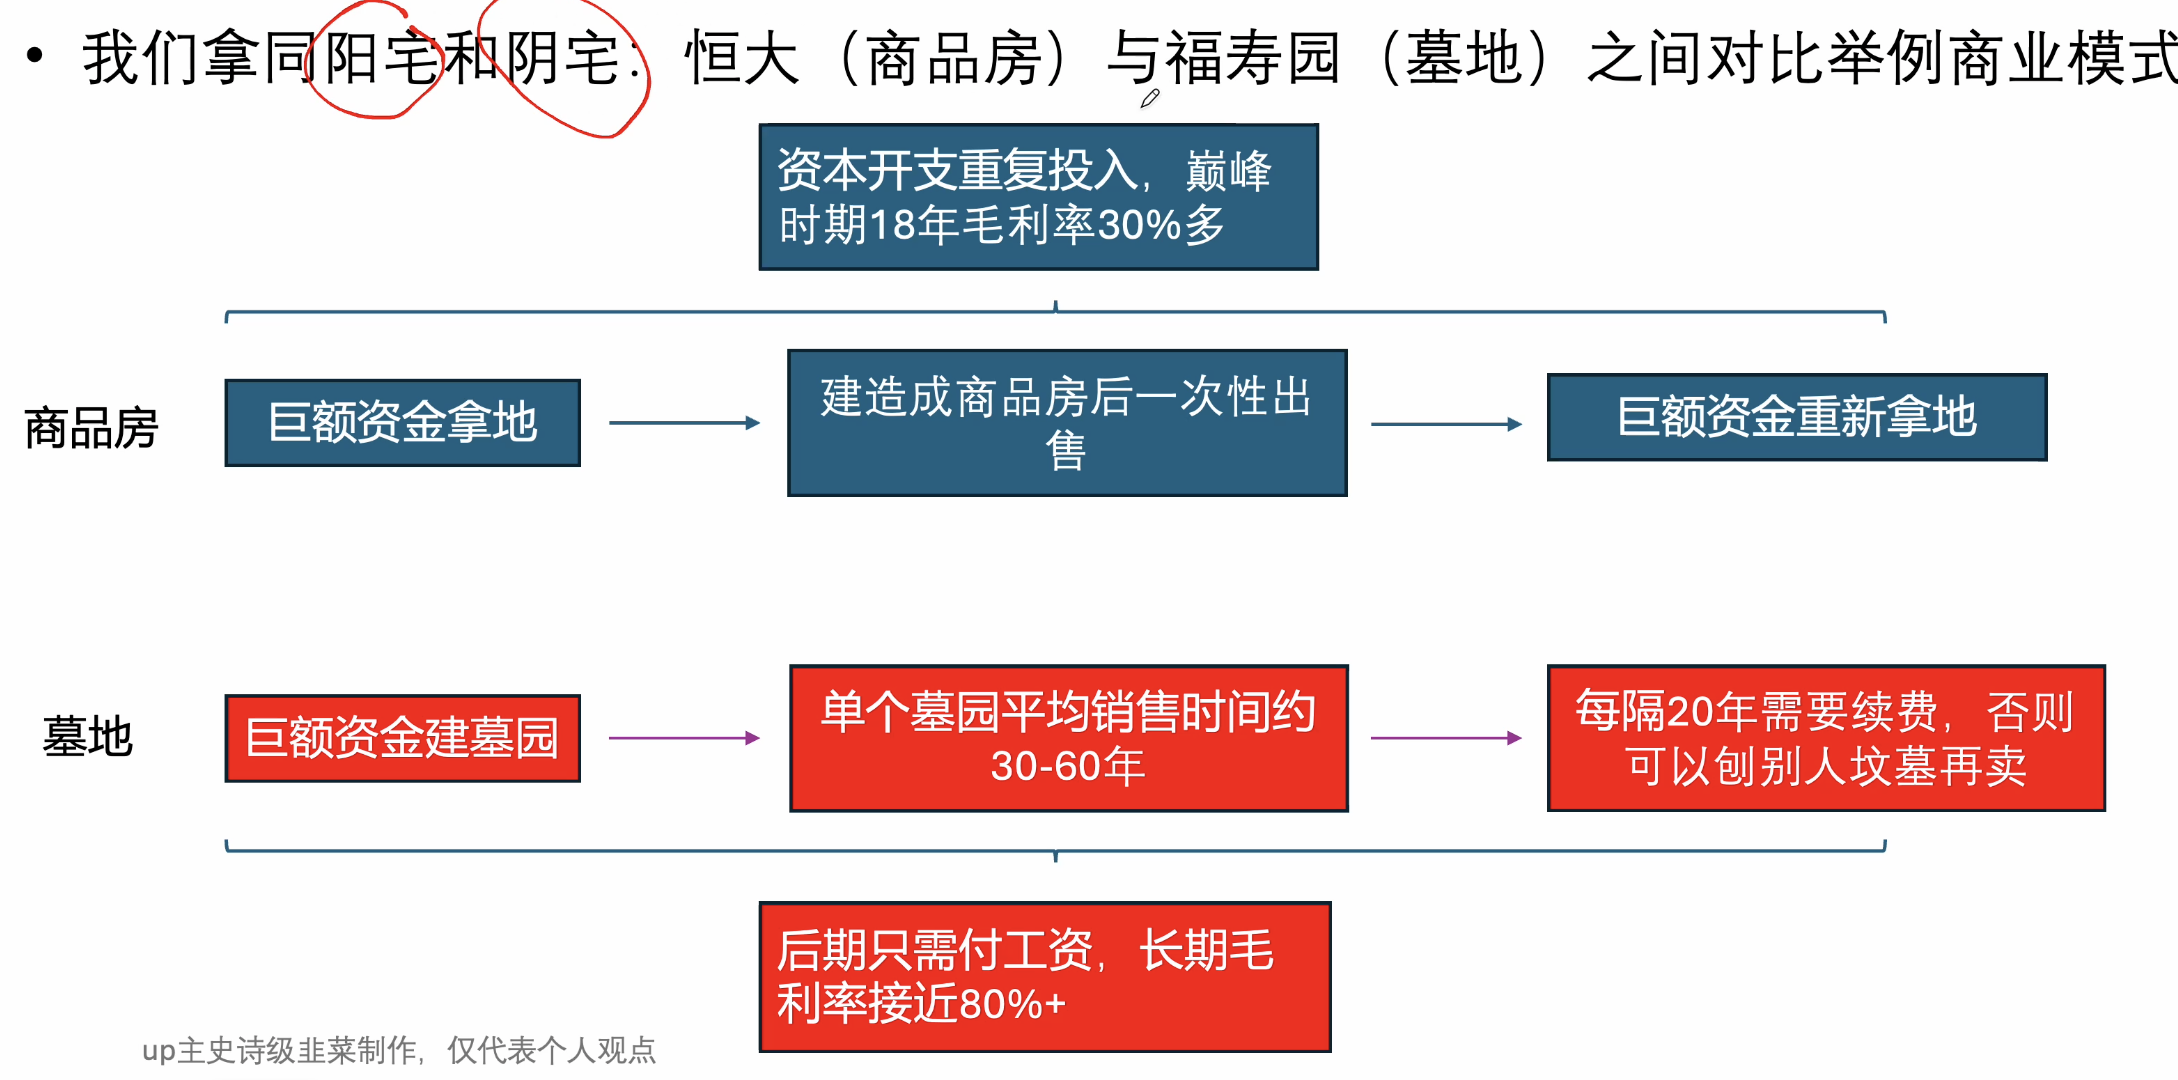 • 我们拿同阳宅和阴宅：恒大（商品房）与福寿园（墓地）之间对比举例商业模式
资本开支重复投入，巅峰
时期18年毛利率30%多
商品房
巨额资金拿地
建造成商品房后一次性出
售
巨额资金重新拿地
墓地
巨额资金建墓园
单个墓园平均销售时间约
30-60年
每隔20年需要续费，否则
可以刨别人坟墓再卖
后期只需付工资，长期毛
利率接近80%+
up主史诗级韭菜制作，仅代表个人观点